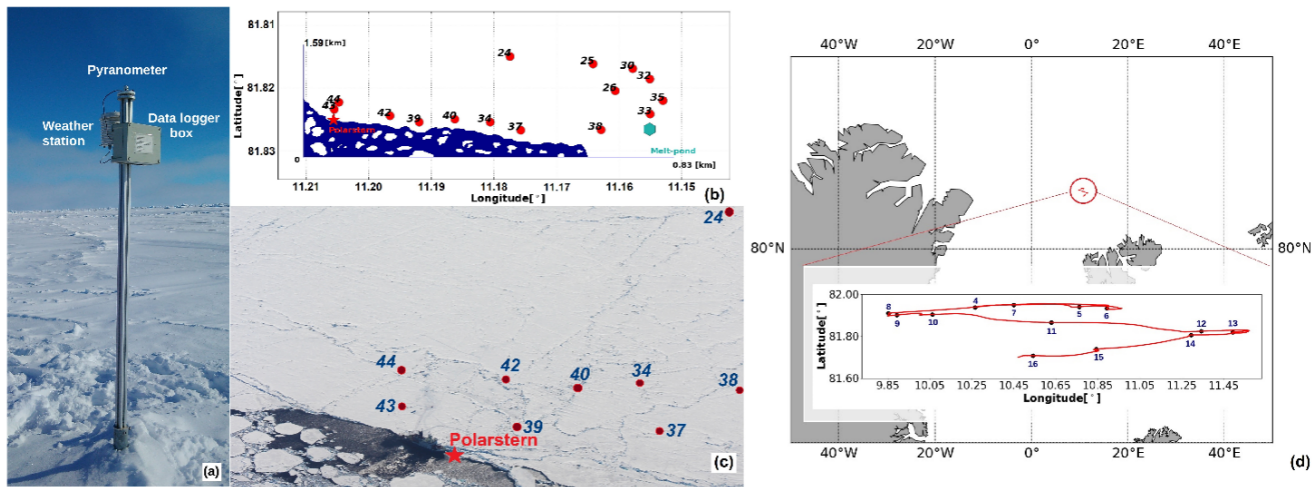 Pyranometer
Weather
station
Data logger
box
(a)
81.81
81.82
81.83
Latitude[°]
1.59 [km]
0
24
25
30
32
26
35
33
44
43
42
39
40
34
37
38
Polarstern
Melt-pond
0.83 [km]
11.21
11.20
11.19
11.18
11.17
11.16
11.15
Longitude[°]
(b)
24
44
42
40
34
38
43
39
37
Polarstern
(c)
40°W
20°W
0°
20°E
40°E
80°N
80°N
82.00
81.80
81.60
Latitude[°]
8
9
10
4
7
5
6
11
12
13
14
15
16
9.85
10.05
10.25
10.45
10.65
10.85
11.05
11.25
11.45
Longitude[°]
40°W
20°W
0°
20°E
40°E
(d)